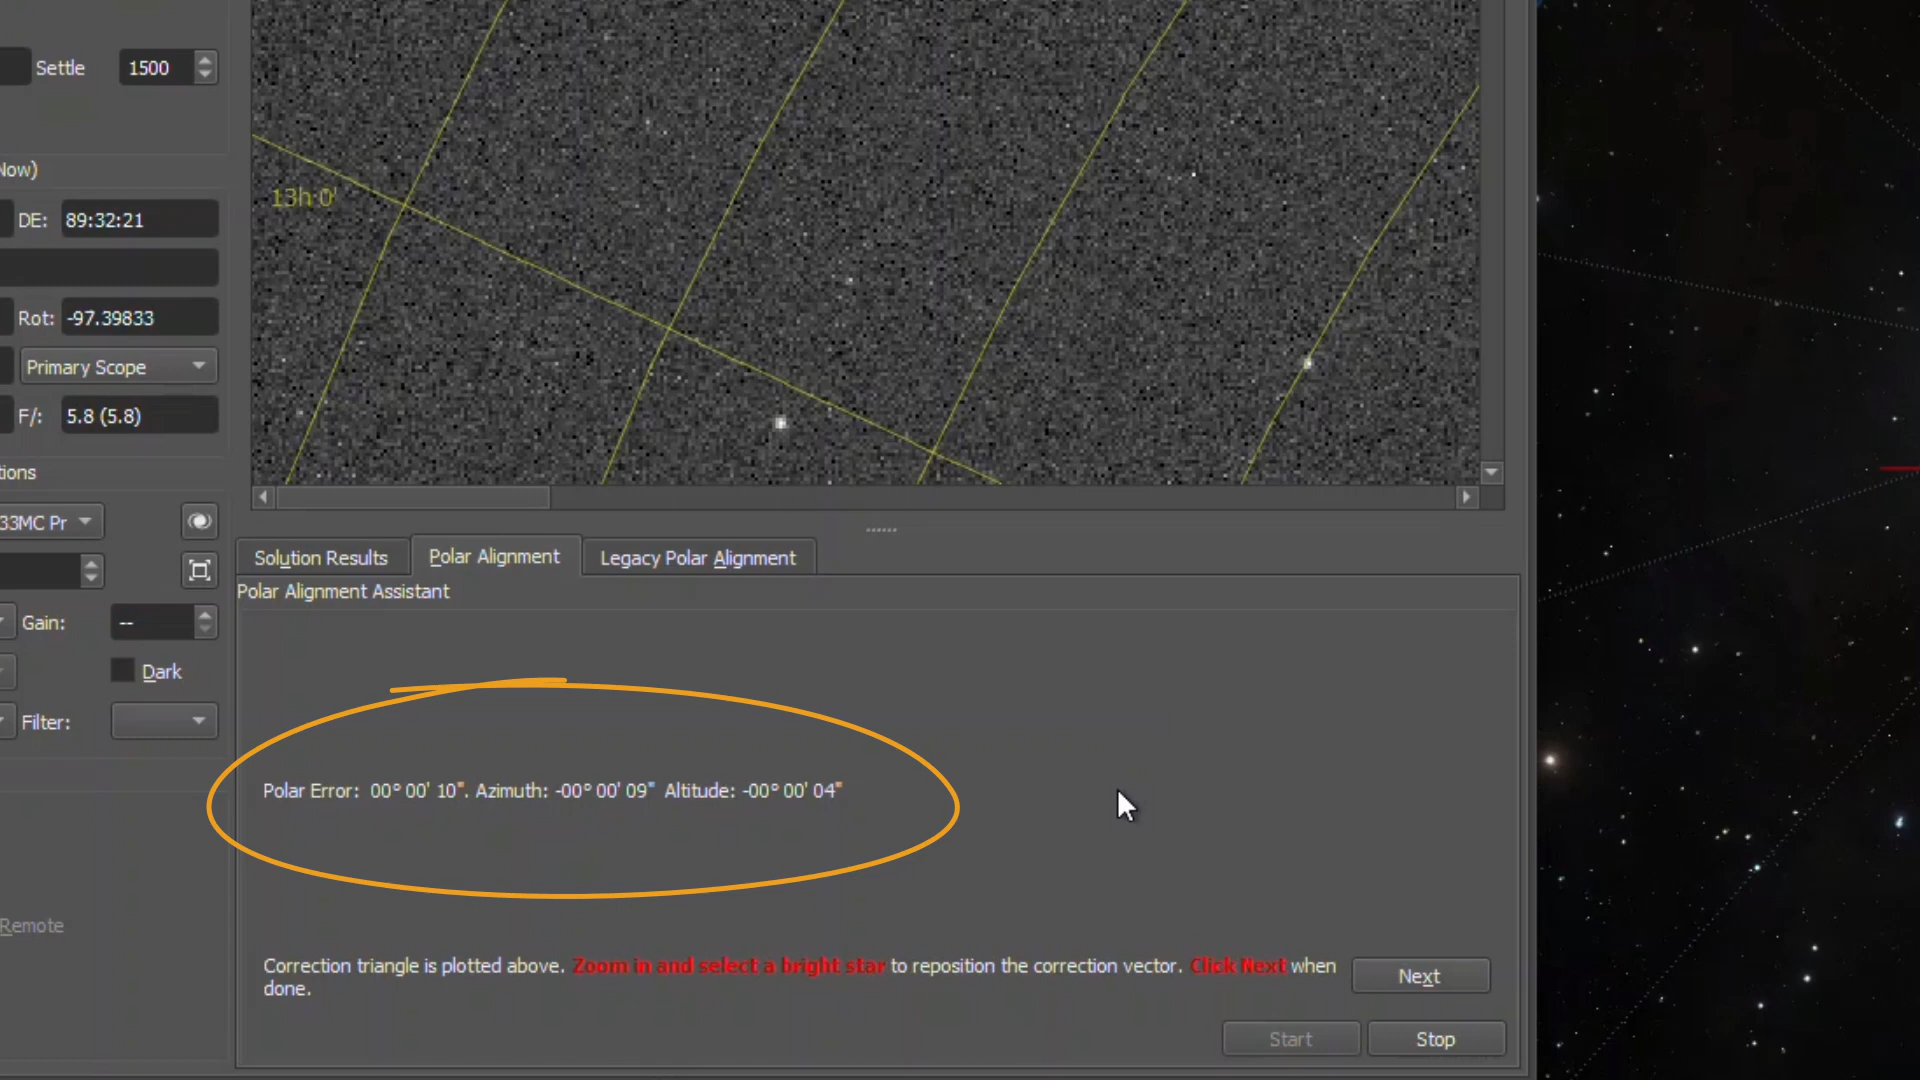 Settle 1500
Now)
13h 0'
DE: 89:32:21
Rot: -97.39833
Primary Scope
F/: 5.8 (5.8)
tions
33MC Pr
Solution Results Polar Alignment Legacy Polar Alignment
Polar Alignment Assistant
Gain: --
Dark
Filter:
Polar Error: 00° 00' 10". Azimuth: -00° 00' 09" Altitude: -00° 00' 04"
Remote
Correction triangle is plotted above. Zoom in and select a bright star to reposition the correction vector. Click Next when
done.
Next
Start Stop